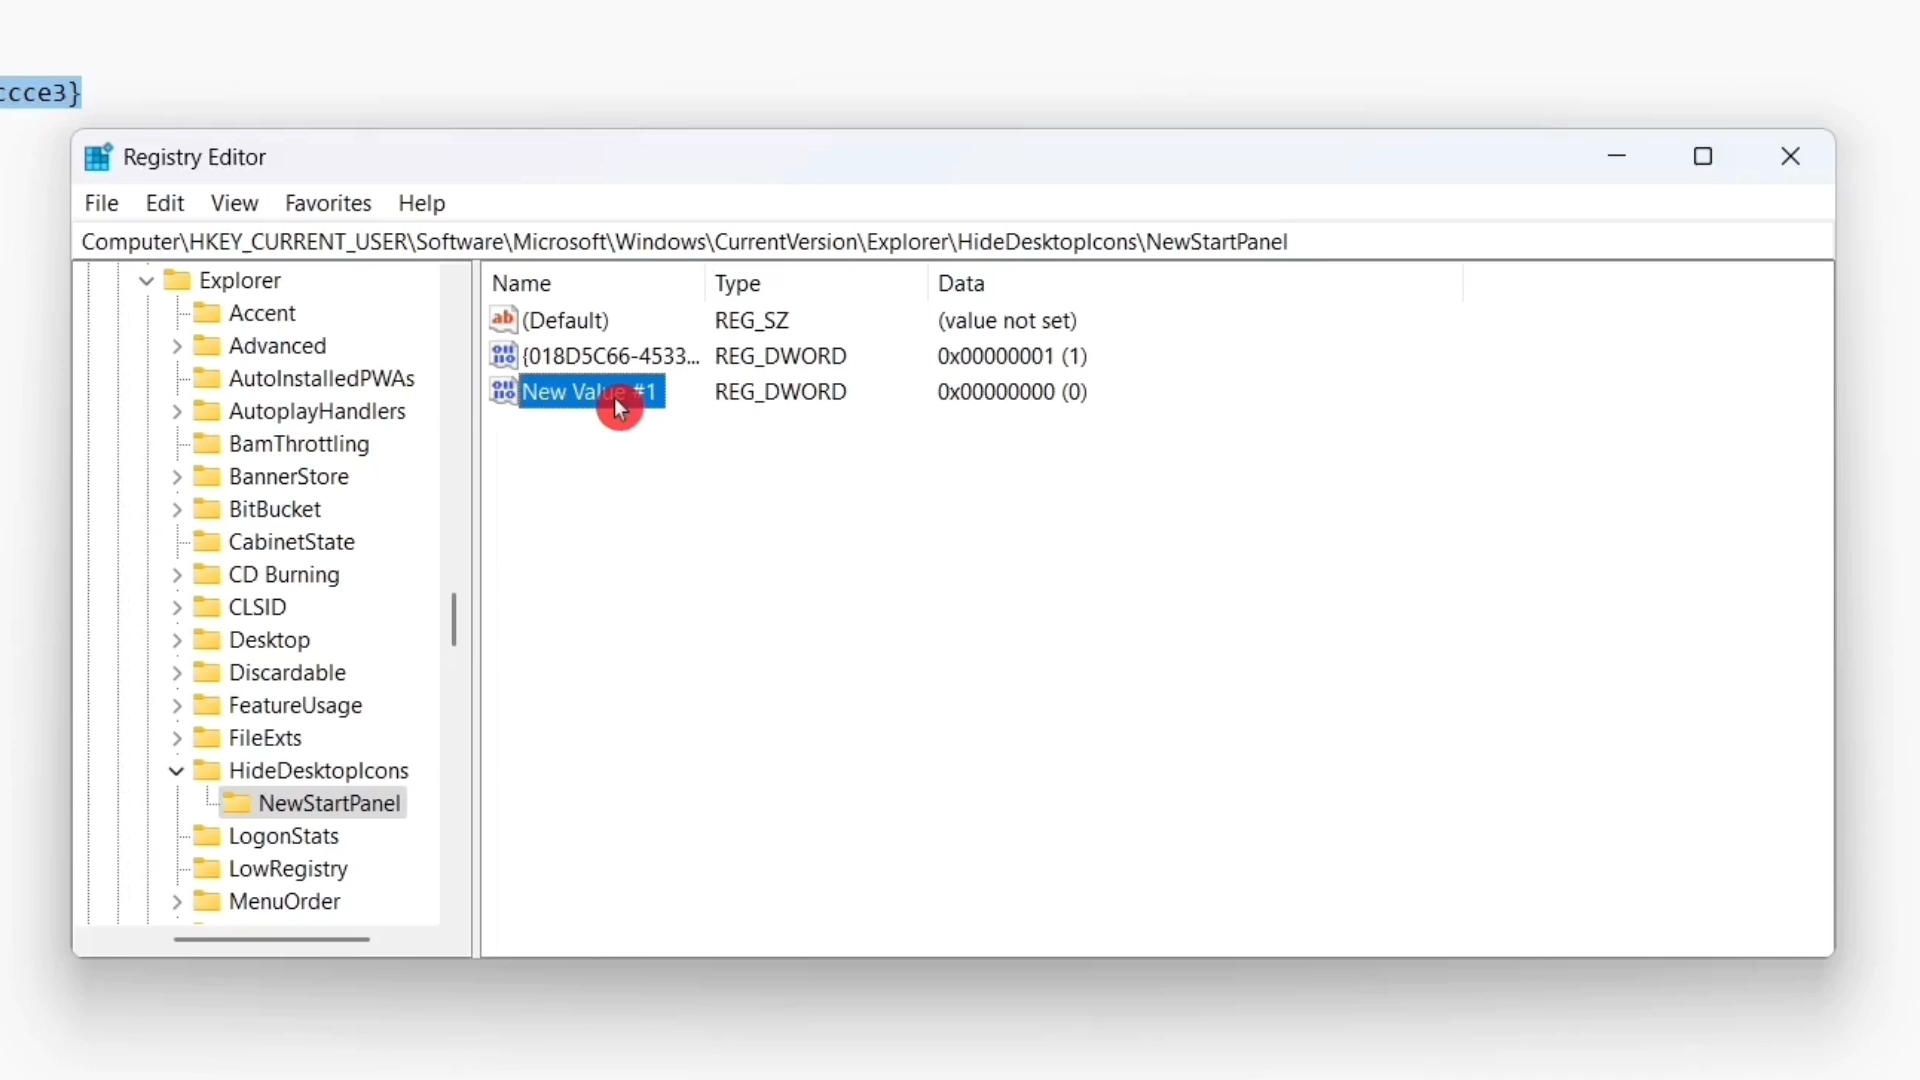 ccce3}
Registry Editor
File Edit View Favorites Help
Computer\HKEY_CURRENT_USER\Software\Microsoft\Windows\CurrentVersion\Explorer\HideDesktopIcons\NewStartPanel
Explorer
Accent
Advanced
AutoInstalledPWAs
AutoplayHandlers
BamThrottling
BannerStore
BitBucket
CabinetState
CD Burning
CLSID
Desktop
Discardable
FeatureUsage
FileExts
HideDesktopIcons
NewStartPanel
LogonStats
LowRegistry
MenuOrder
Name Type Data
(Default) REG_SZ (value not set)
{018D5C66-4533... REG_DWORD 0x00000001 (1)
New Value #1 REG_DWORD 0x00000000 (0)